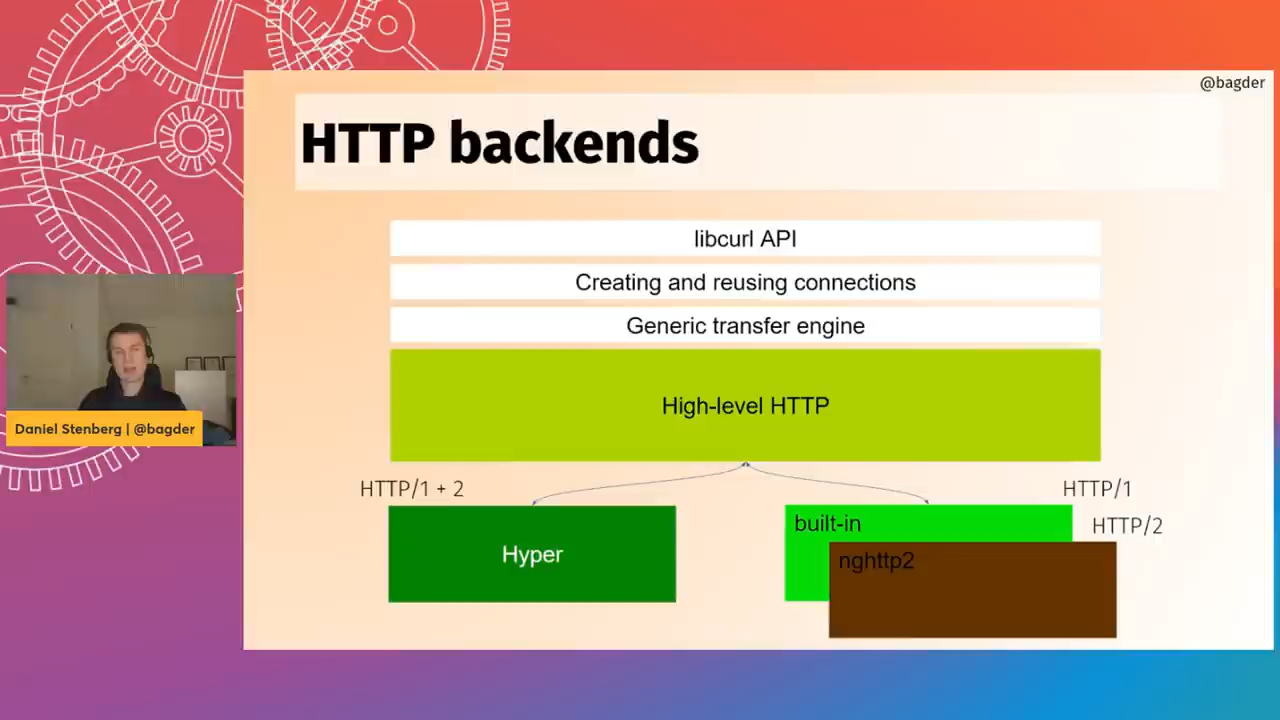 @bagder
HTTP backends
libcurl API
Creating and reusing connections
Generic transfer engine
High-level HTTP
Daniel Stenberg | @bagder
HTTP/1 + 2
HTTP/1
built-in
HTTP/2
Hyper
nghttp2